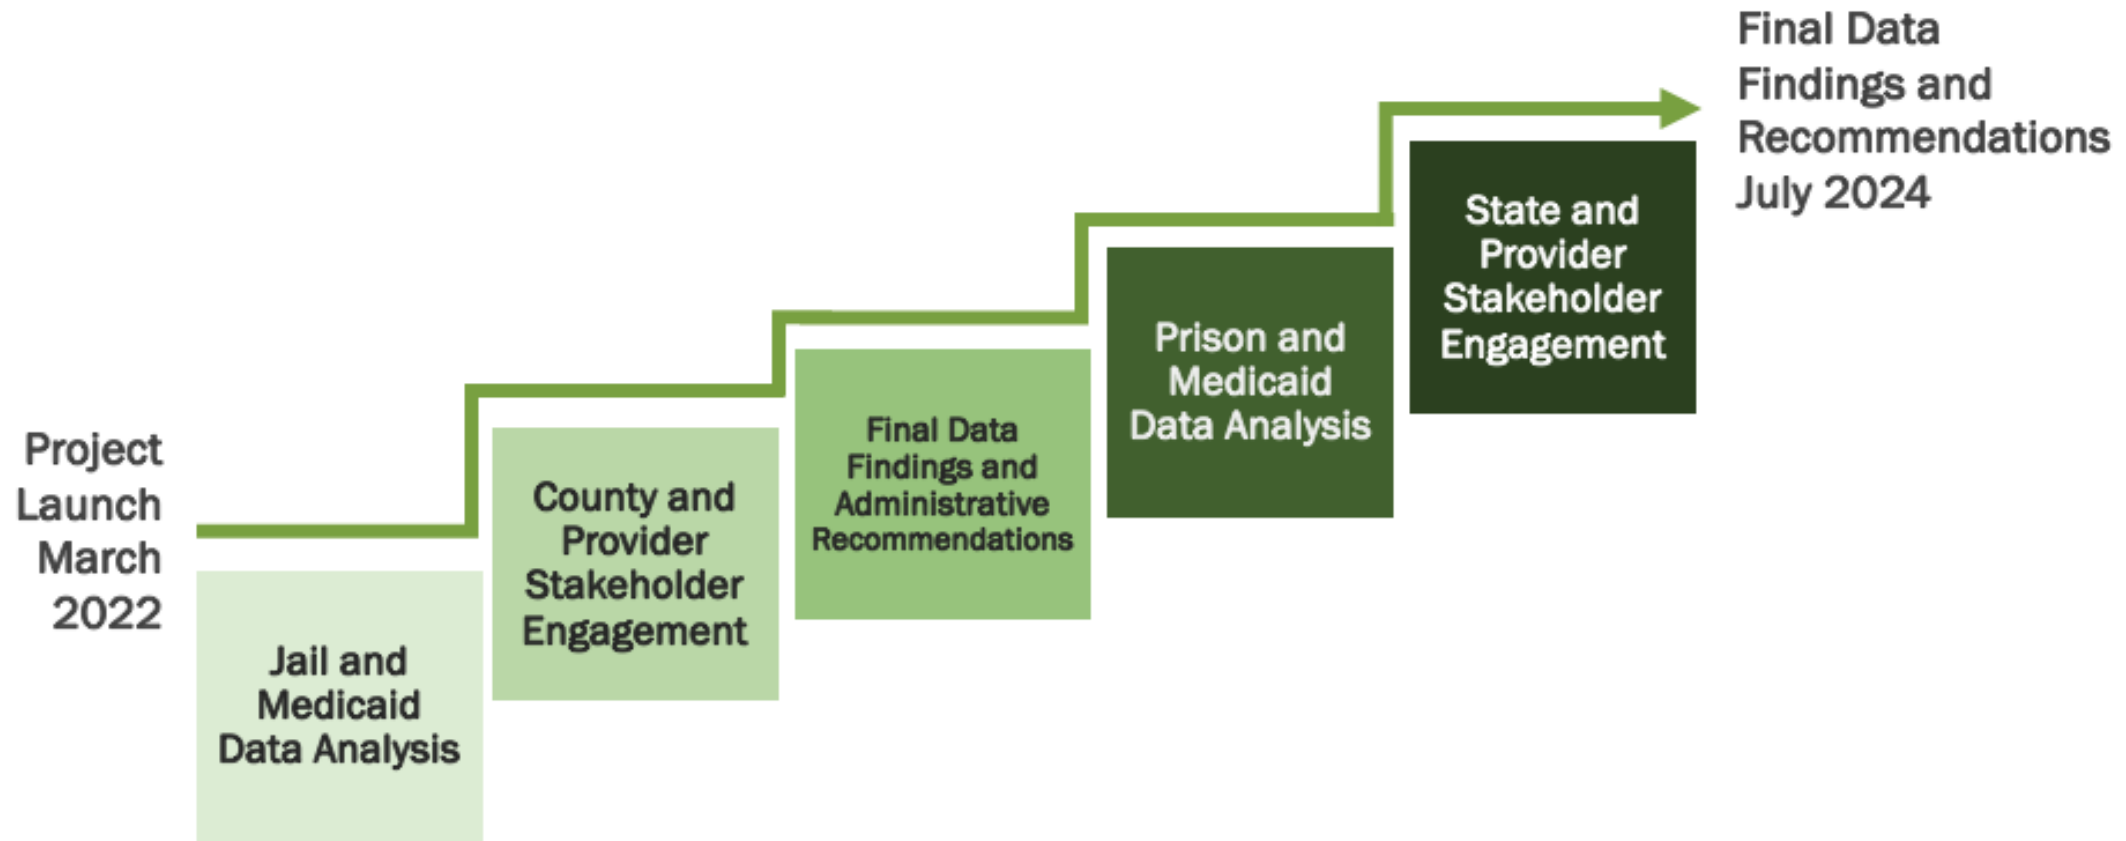 Project
Launch
March
2022
Jail and
Medicaid
Data Analysis
County and
Provider
Stakeholder
Engagement
Final Data
Findings and
Administrative
Recommendations
Prison and
Medicaid
Data Analysis
State and
Provider
Stakeholder
Engagement
Final Data
Findings and
Recommendations
July 2024